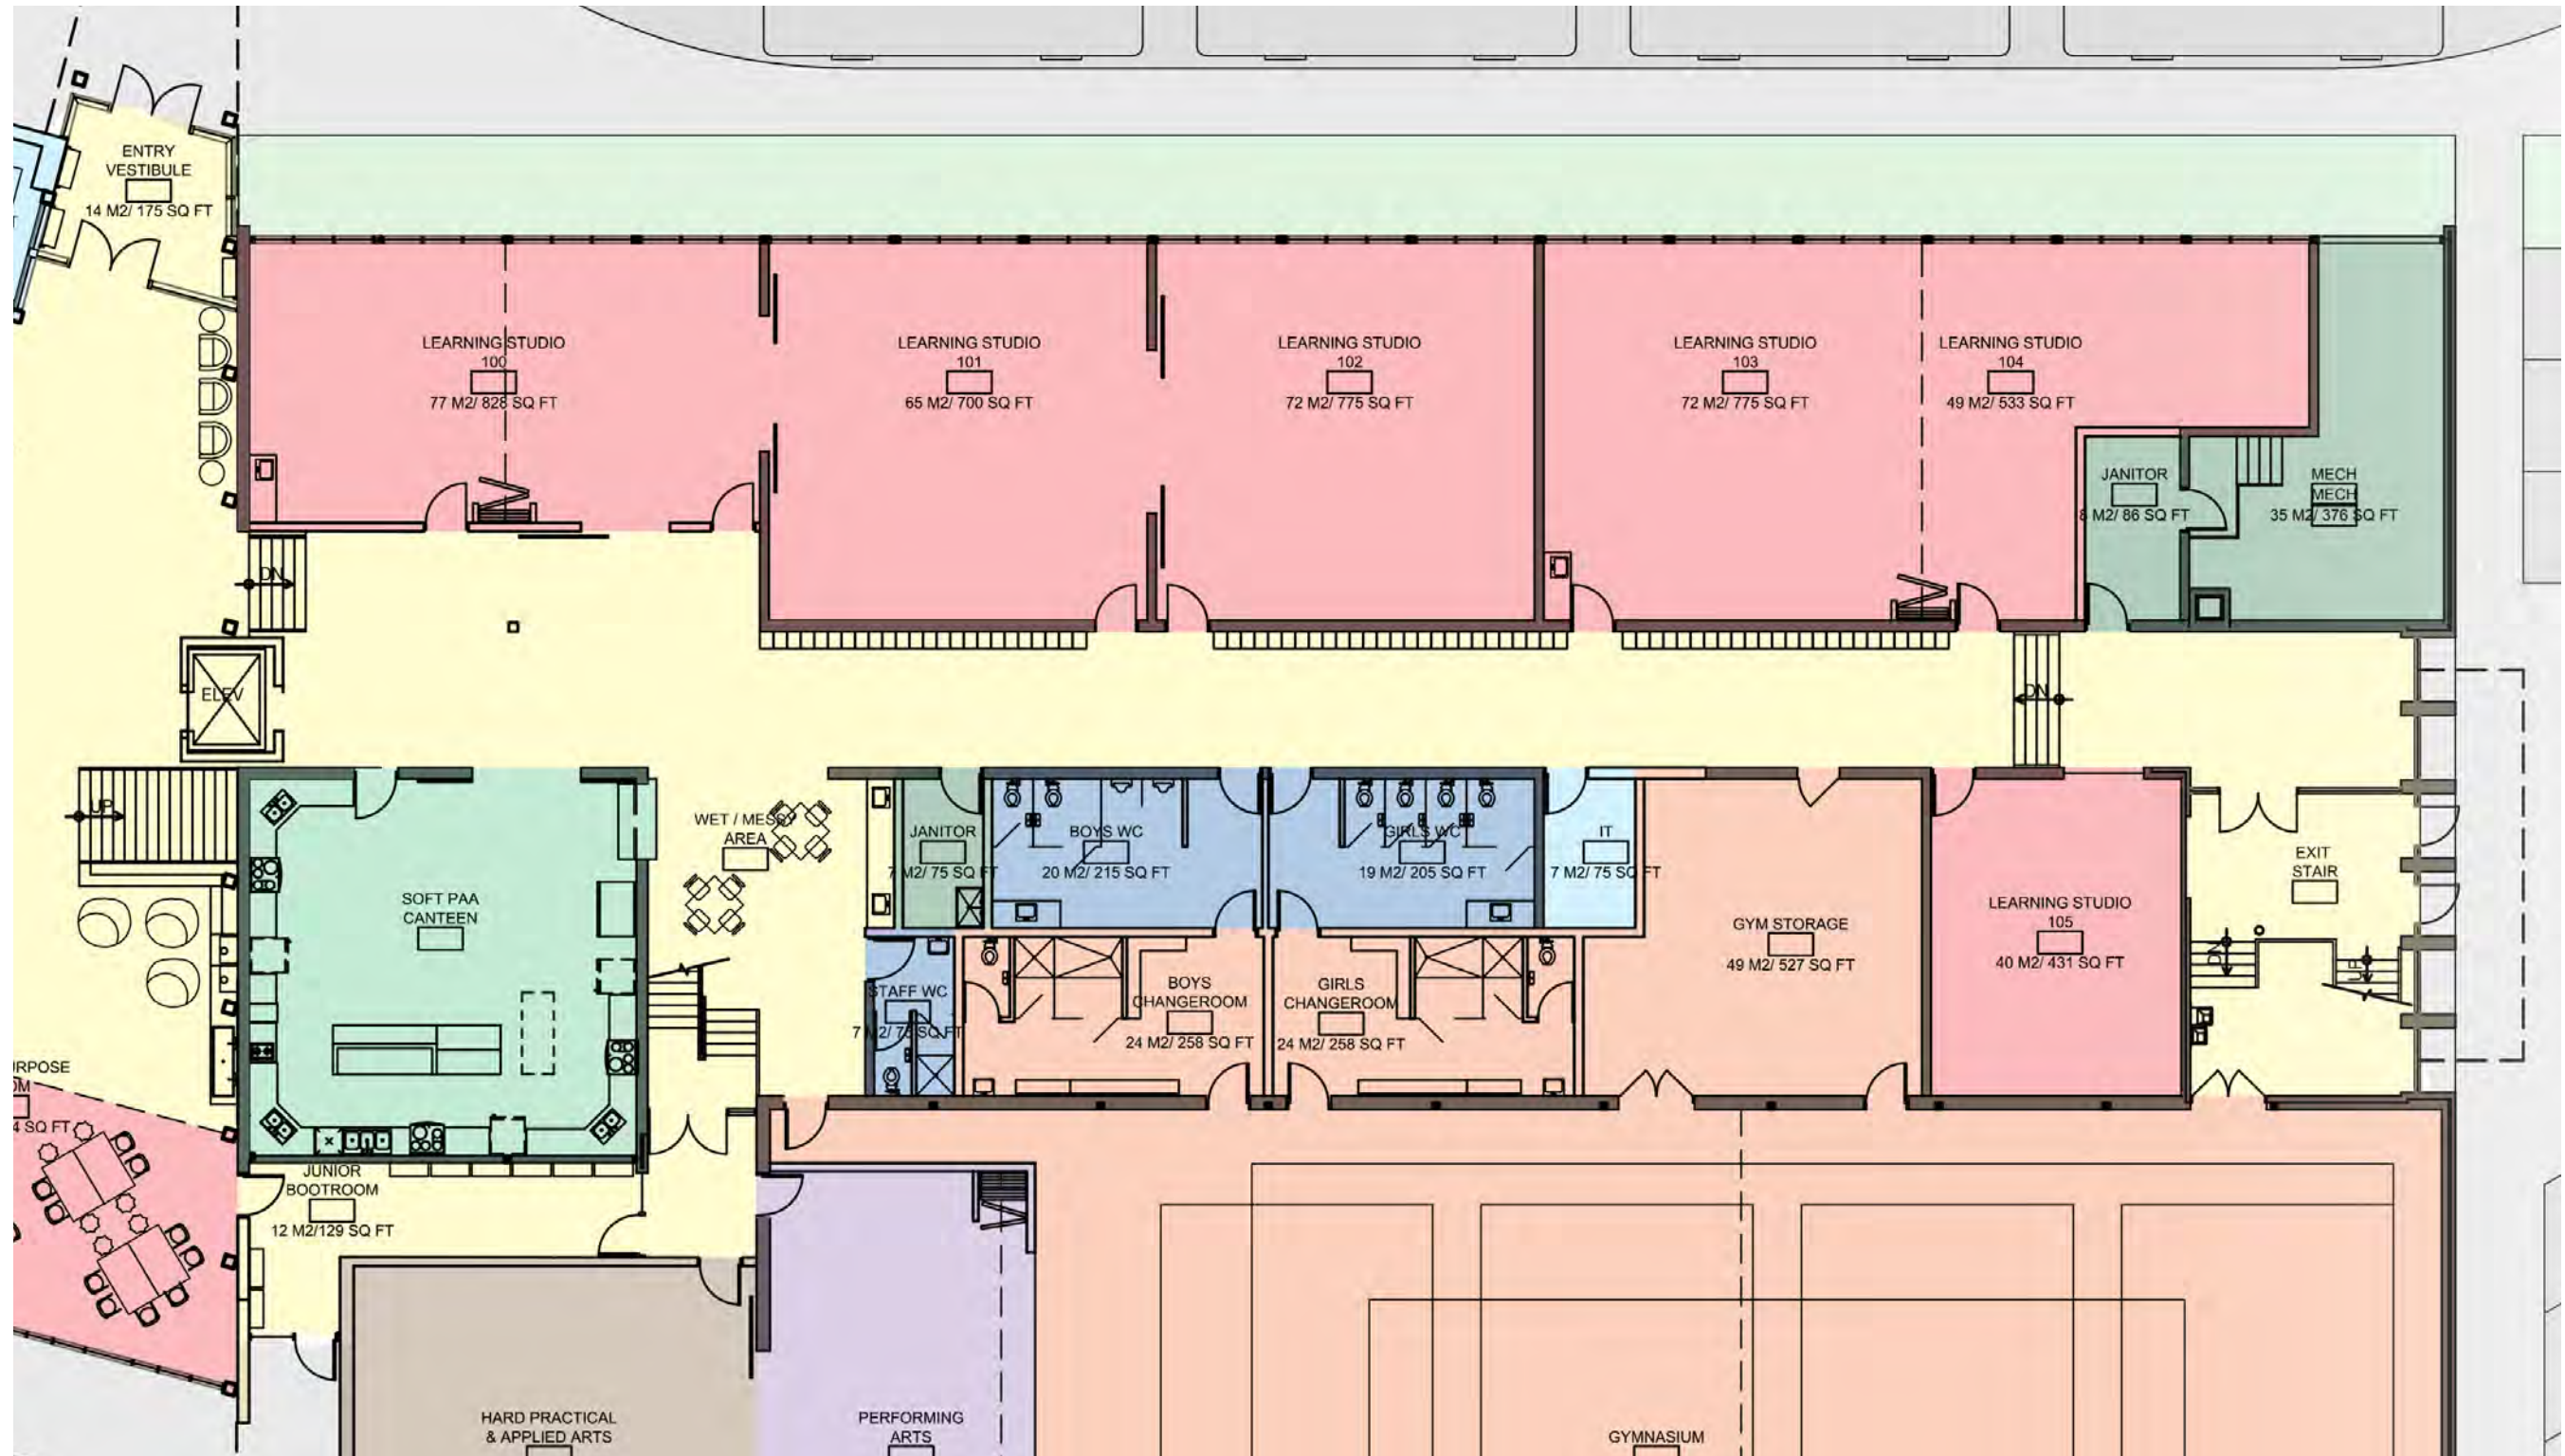 ENTRY
VESTIBULE
14 M2/ 175 SQ FT
LEARNING STUDIO
100
77 M2/ 828 SQ FT
LEARNING STUDIO
101
65 M2/ 700 SQ FT
LEARNING STUDIO
102
72 M2/ 775 SQ FT
LEARNING STUDIO
103
72 M2/ 775 SQ FT
LEARNING STUDIO
104
49 M2/ 533 SQ FT
JANITOR
8 M2/ 86 SQ FT
MECH
MECH
35 M2/ 376 SQ FT
DN
ELEV
DN
UP
WET / MESSY
AREA
JANITOR
7 M2/ 75 SQ FT
BOYS WC
20 M2/ 215 SQ FT
GIRLS WC
19 M2/ 205 SQ FT
IT
7 M2/ 75 SQ FT
SOFT PAA
CANTEEN
GYM STORAGE
49 M2/ 527 SQ FT
LEARNING STUDIO
105
40 M2/ 431 SQ FT
EXIT
STAIR
DN
UP
STAFF WC
7 M2/ 75 SQ FT
BOYS
CHANGEROOM
24 M2/ 258 SQ FT
GIRLS
CHANGEROOM
24 M2/ 258 SQ FT
URPOSE
OM
4 SQ FT
JUNIOR
BOOTROOM
12 M2/129 SQ FT
HARD PRACTICAL
& APPLIED ARTS
PERFORMING
ARTS
GYMNASIUM